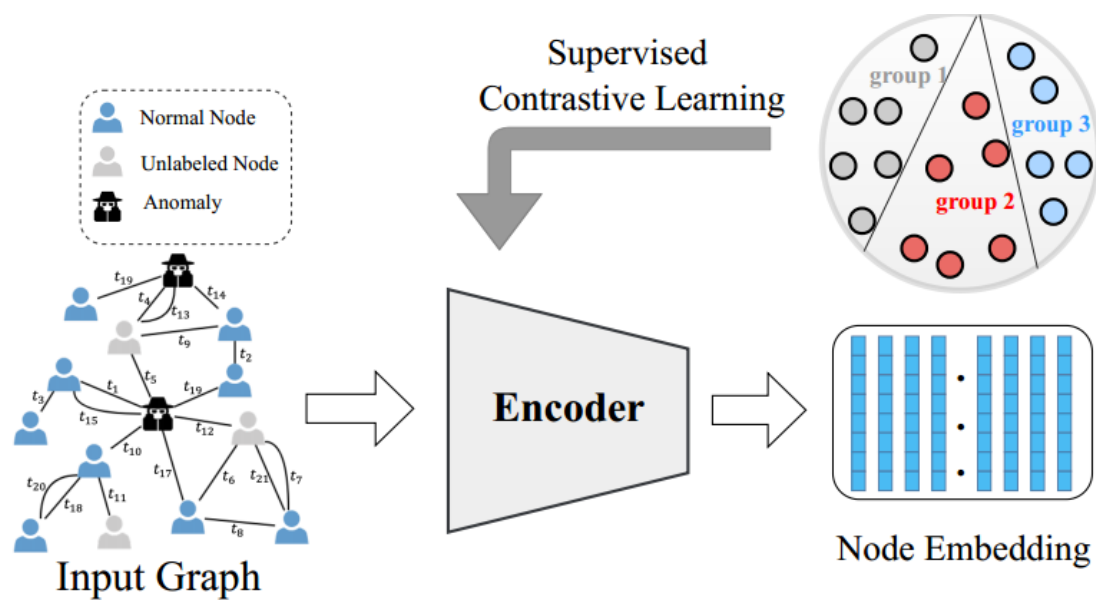 Supervised
Contrastive Learning
group 1
group 3
group 2
Normal Node
Unlabeled Node
Anomaly
t₁₉
t₄
t₁₃
t₁₄
t₉
t₂
t₅
t₁
t₁₉
t₃
t₁₅
t₁₂
t₁₀
t₁₇
t₆
t₂₁
t₇
t₂₀
t₁₈
t₁₁
t₈
Input Graph
Encoder
Node Embedding